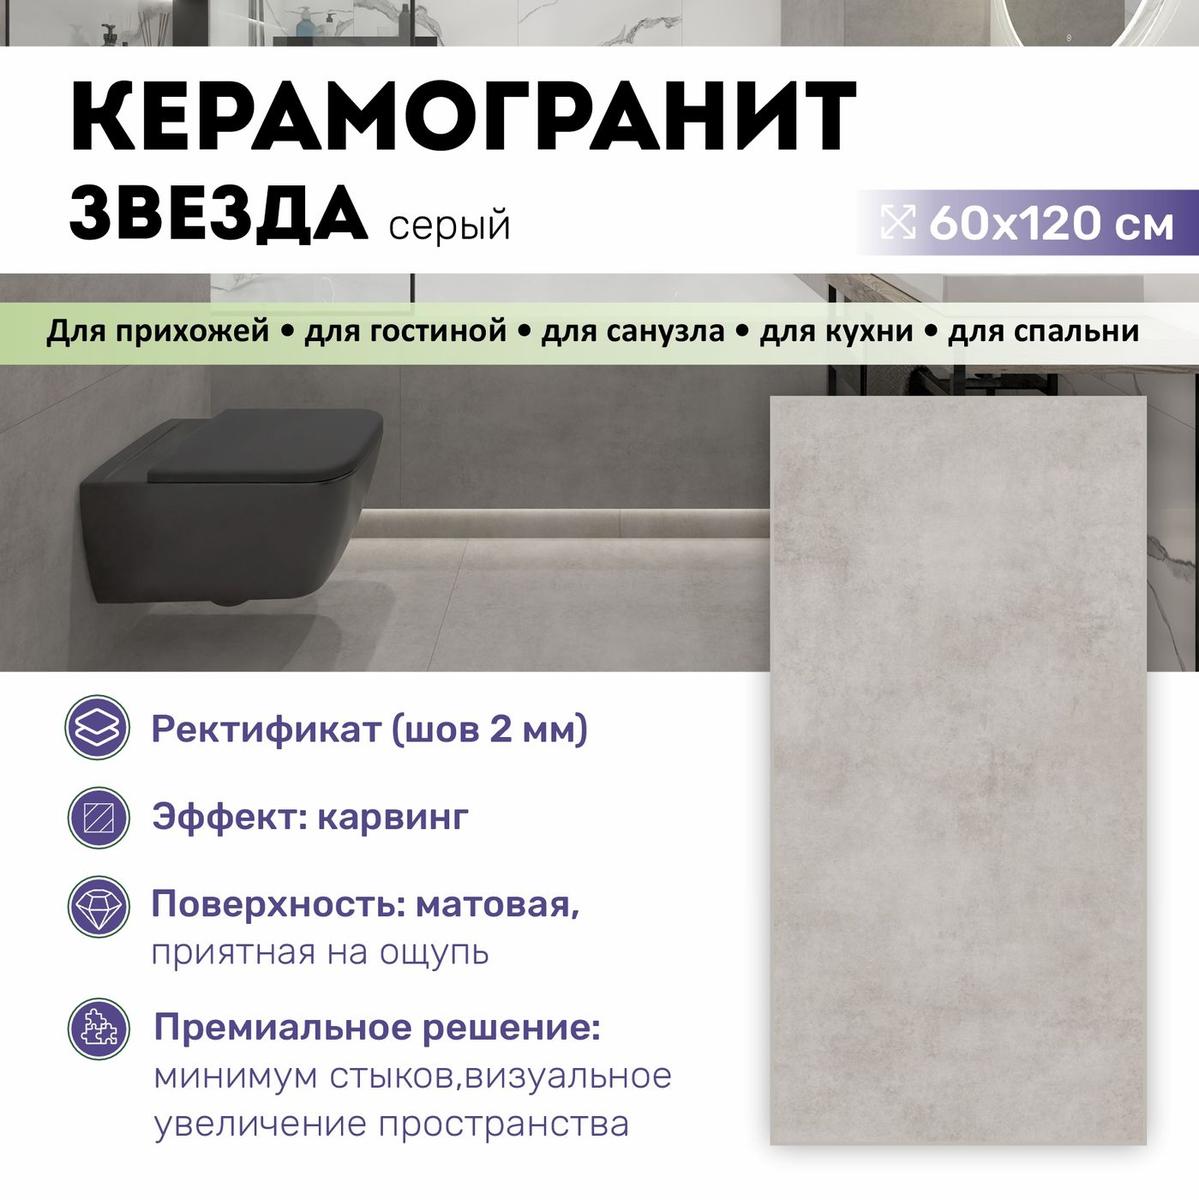 КЕРАМОГРАНИТ
ЗВЕЗДА серый
60х120 см
Для прихожей • для гостиной • для санузла • для кухни • для спальни
Ректификат (шов 2 мм)
Эффект: карвинг
Поверхность: матовая,
приятная на ощупь
Премиальное решение:
минимум стыков,визуальное
увеличение пространства